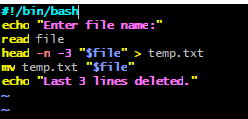 #!/bin/bash
echo "Enter file name:"
read file
head -n -3 "$file" > temp.txt
mv temp.txt "$file"
echo "Last 3 lines deleted."
~
~